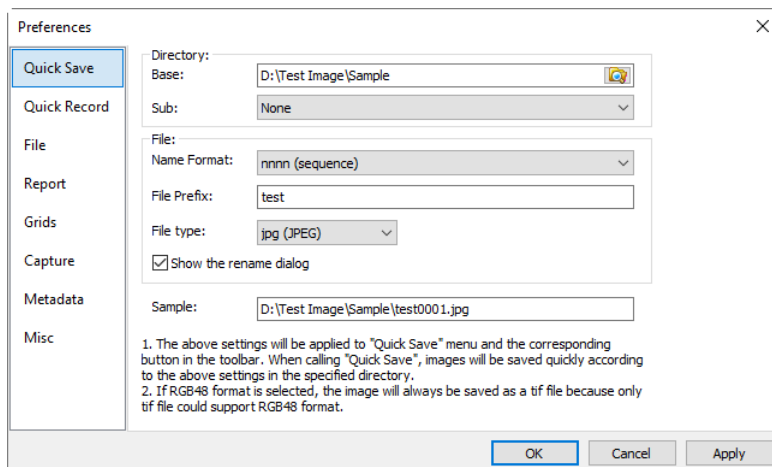 Preferences
Quick Save
Quick Record
File
Report
Grids
Capture
Metadata
Misc
Directory:
Base: D:\Test Image\Sample
Sub: None
File:
Name Format: nnnn (sequence)
File Prefix: test
File type: jpg (JPEG)
Show the rename dialog
Sample: D:\Test Image\Sample\test0001.jpg
1. The above settings will be applied to "Quick Save" menu and the corresponding
button in the toolbar. When calling "Quick Save", images will be saved quickly according
to the above settings in the specified directory.
2. If RGB48 format is selected, the image will always be saved as a tif file because only
tif file could support RGB48 format.
OK Cancel Apply